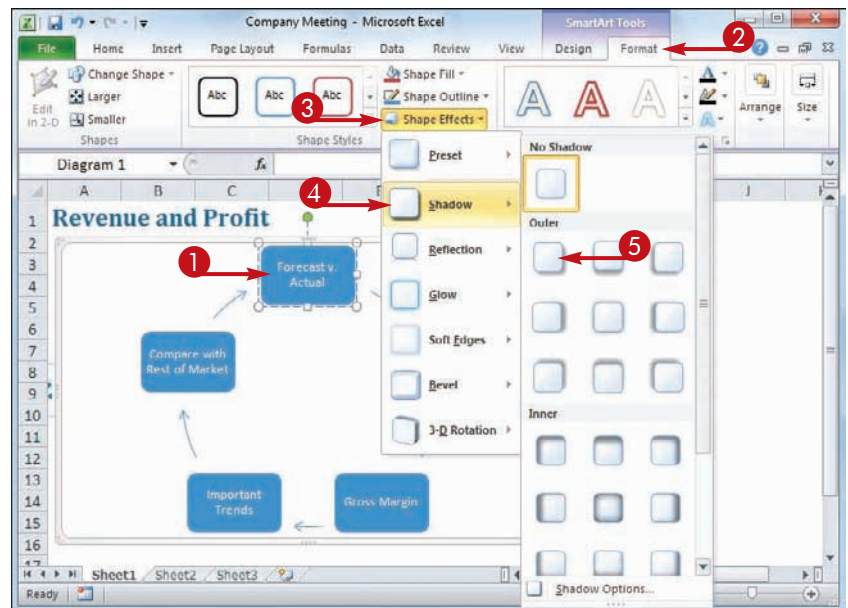 Company Meeting - Microsoft Excel
SmartArt Tools
File Home Insert Page Layout Formulas Data Review View Design Format 2
Edit in 2-D
Change Shape
Larger
Smaller
Shapes
Abc Abc Abc
3
Shape Fill
Shape Outline
Shape Effects
Shape Styles
A A A A
Arrange
Size
Diagram 1 fx
A B C E J
1 Revenue and Profit
2
3
4
5
6
7
8
9
10
11
12
13
14
15
16
17
1
Forecast v.
Actual
Compare with
Rest of Market
Important
Trends
Gross Margin
Preset
4
Shadow
Reflection
Glow
Soft Edges
Bevel
3-D Rotation
No Shadow
Outer
5
Inner
Shadow Options...
Sheet1 Sheet2 Sheet3
Ready